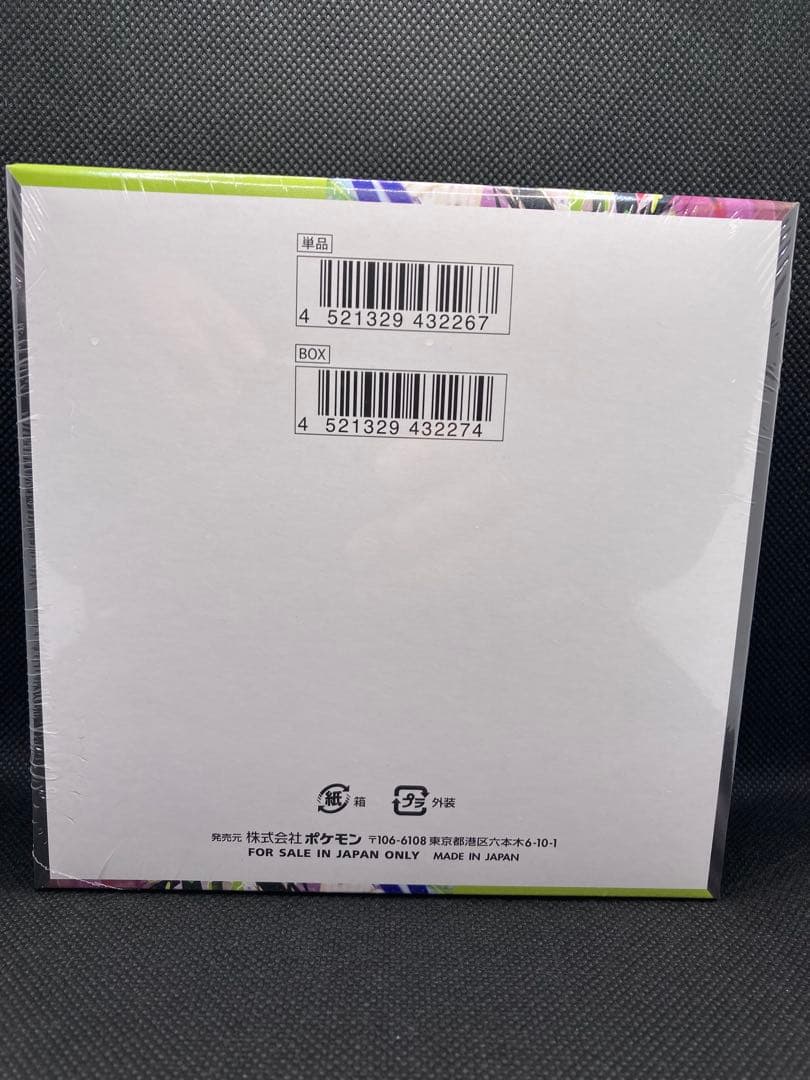 単品
4 521329 432267
BOX
4 521329 432274
紙 箱 プラ 外装
発売元 株式会社 ポケモン 〒106-6108 東京都港区六本木6-10-1
FOR SALE IN JAPAN ONLY MADE IN JAPAN